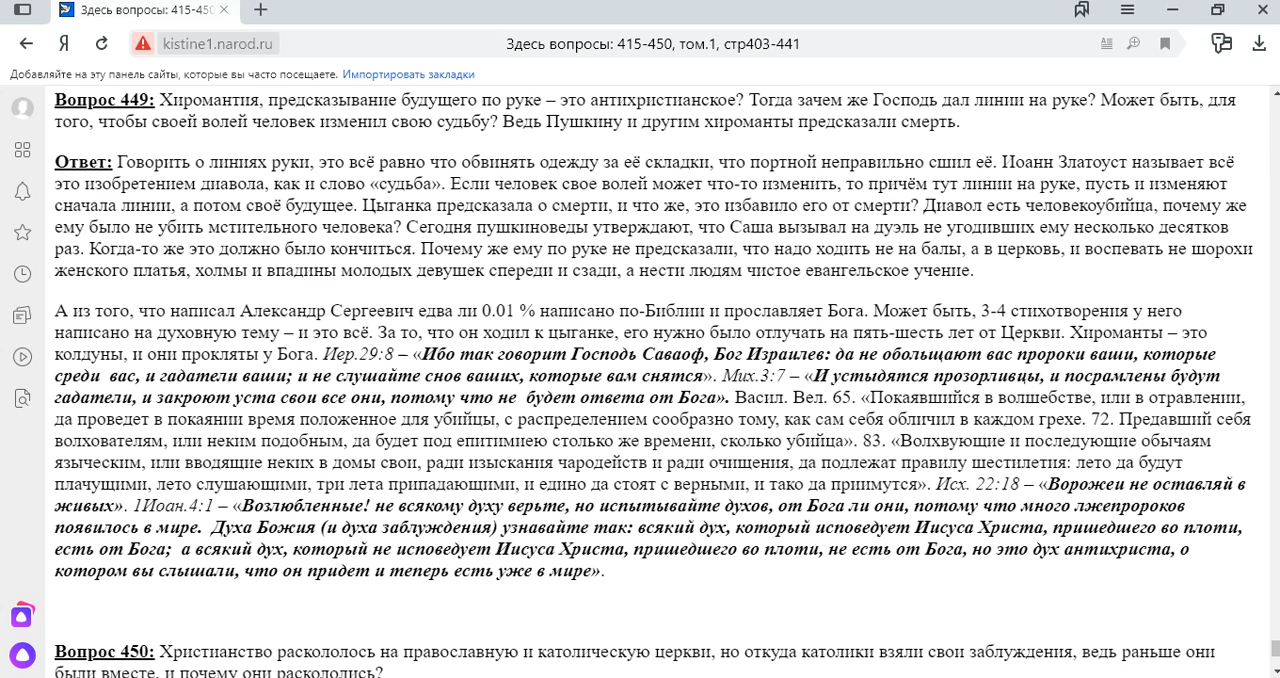 Здесь вопросы: 415-450
kistine1.narod.ru
Здесь вопросы: 415-450, том.1, стр403-441
Добавляйте на эту панель сайты, которые вы часто посещаете. Импортировать закладки
Вопрос 449: Хиромантия, предсказывание будущего по руке – это антихристианское? Тогда зачем же Господь дал линии на руке? Может быть, для
того, чтобы своей волей человек изменил свою судьбу? Ведь Пушкину и другим хироманты предсказали смерть.
Ответ: Говорить о линиях руки, это всё равно что обвинять одежду за её складки, что портной неправильно сшил её. Иоанн Златоуст называет всё
это изобретением диавола, как и слово «судьба». Если человек свое волей может что-то изменить, то причём тут линии на руке, пусть и изменяют
сначала линии, а потом своё будущее. Цыганка предсказала о смерти, и что же, это избавило его от смерти? Диавол есть человекоубийца, почему же
ему было не убить мстительного человека? Сегодня пушкиноведы утверждают, что Саша вызывал на дуэль не угодивших ему несколько десятков
раз. Когда-то же это должно было кончиться. Почему же ему по руке не предсказали, что надо ходить не на балы, а в церковь, и воспевать не шорохи
женского платья, холмы и впадины молодых девушек спереди и сзади, а нести людям чистое евангельское учение.
А из того, что написал Александр Сергеевич едва ли 0.01 % написано по-Библии и прославляет Бога. Может быть, 3-4 стихотворения у него
написано на духовную тему – и это всё. За то, что он ходил к цыганке, его нужно было отлучать на пять-шесть лет от Церкви. Хироманты – это
колдуны, и они прокляты у Бога. Иер.29:8 – «Ибо так говорит Господь Саваоф, Бог Израилев: да не обольщают вас пророки ваши, которые
среди вас, и гадатели ваши; и не слушайте снов ваших, которые вам снятся». Мих.3:7 – «И устыдятся прозорливцы, и посрамлены будут
гадатели, и закроют уста свои все они, потому что не будет ответа от Бога». Васил. Вел. 65. «Покаявшийся в волшебстве, или в отравлении,
да проведет в покаянии время положенное для убийцы, с распределением сообразно тому, как сам себя обличил в каждом грехе. 72. Предавший себя
волхователям, или неким подобным, да будет под епитимиею столько же времени, сколько убийца». 83. «Волхвующие и последующие обычаям
языческим, или вводящие неких в домы свои, ради изыскания чародейств и ради очищения, да подлежат правилу шестилетия: лето да будут
плачущими, лето слушающими, три лета припадающими, и едино да стоят с верными, и тако да приимутся». Исх. 22:18 – «Ворожеи не оставляй в
живых». 1Иоан.4:1 – «Возлюбленные! не всякому духу верьте, но испытывайте духов, от Бога ли они, потому что много лжепророков
появилось в мире. Духа Божия (и духа заблуждения) узнавайте так: всякий дух, который исповедует Иисуса Христа, пришедшего во плоти,
есть от Бога; а всякий дух, который не исповедует Иисуса Христа, пришедшего во плоти, не есть от Бога, но это дух антихриста, о
котором вы слышали, что он придет и теперь есть уже в мире».
Вопрос 450: Христианство раскололось на православную и католическую церкви, но откуда католики взяли свои заблуждения, ведь раньше они
были вместе, и почему они раскололись?